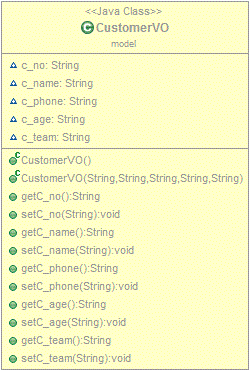 <<Java Class>>
CustomerVO
model
c_no: String
c_name: String
c_phone: String
c_age: String
c_team: String
CustomerVO()
CustomerVO(String,String,String,String,String)
getC_no():String
setC_no(String):void
getC_name():String
setC_name(String):void
getC_phone():String
setC_phone(String):void
getC_age():String
setC_age(String):void
getC_team():String
setC_team(String):void